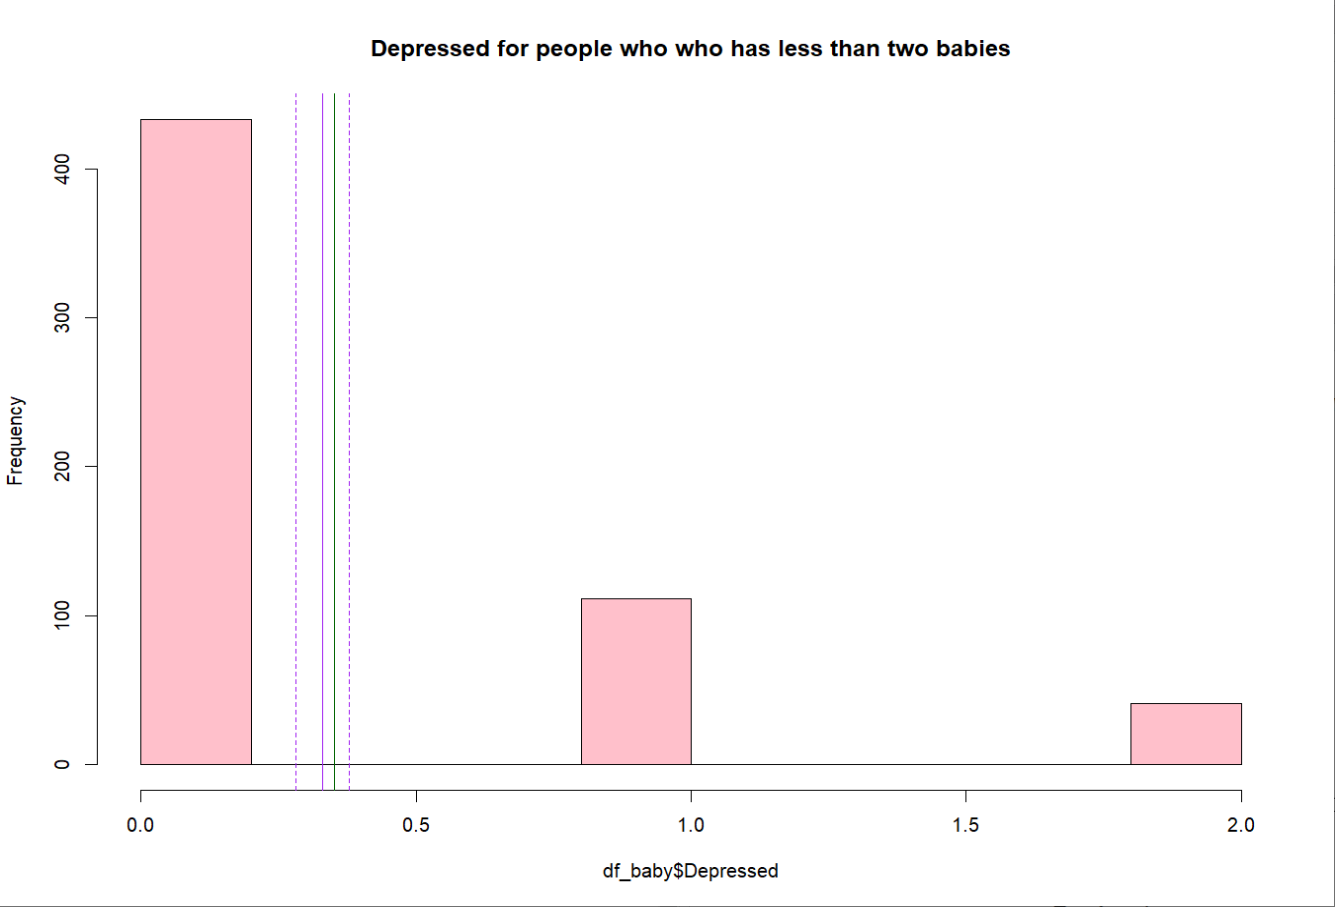 Depressed for people who who has less than two babies
Frequency
400
300
200
100
0
0.0 0.5 1.0 1.5 2.0
df_baby$Depressed